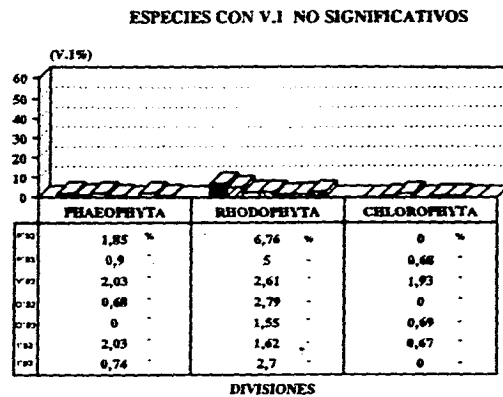 ESPECIES CON V.I NO SIGNIFICATIVOS
(V.I%)
60
50
40
30
20
10
0
PHAEOPHYTA RHODOPHYTA CHLOROPHYTA
1,85 % 6,76 % 0 %
0,9 - 5 - 0,68 -
2,03 - 2,61 - 1,93 -
0,68 - 2,79 - 0 -
0 - 1,55 - 0,69 -
2,03 - 1,62 - 0,67 -
0,74 - 2,7 - 0 -
DIVISIONES